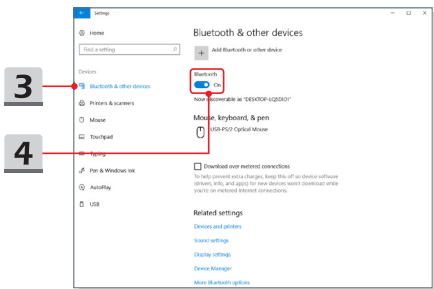 Settings
Home
Find a setting
Devices
Bluetooth & other devices
Printers & scanners
Mouse
Touchpad
Typing
Pen & Windows Ink
AutoPlay
USB
Bluetooth & other devices
Add Bluetooth or other device
Bluetooth
On
Now discoverable as "DESKTOP-LQ5DIO!"
Mouse, keyboard, & pen
USB-PS/2 Optical Mouse
Download over metered connections
To help prevent extra charges, keep this off so device software
(drivers, info, and apps) for new devices won't download while
you're on metered Internet connections.
Related settings
Devices and printers
Sound settings
Display settings
Device Manager
More Bluetooth options
3
4